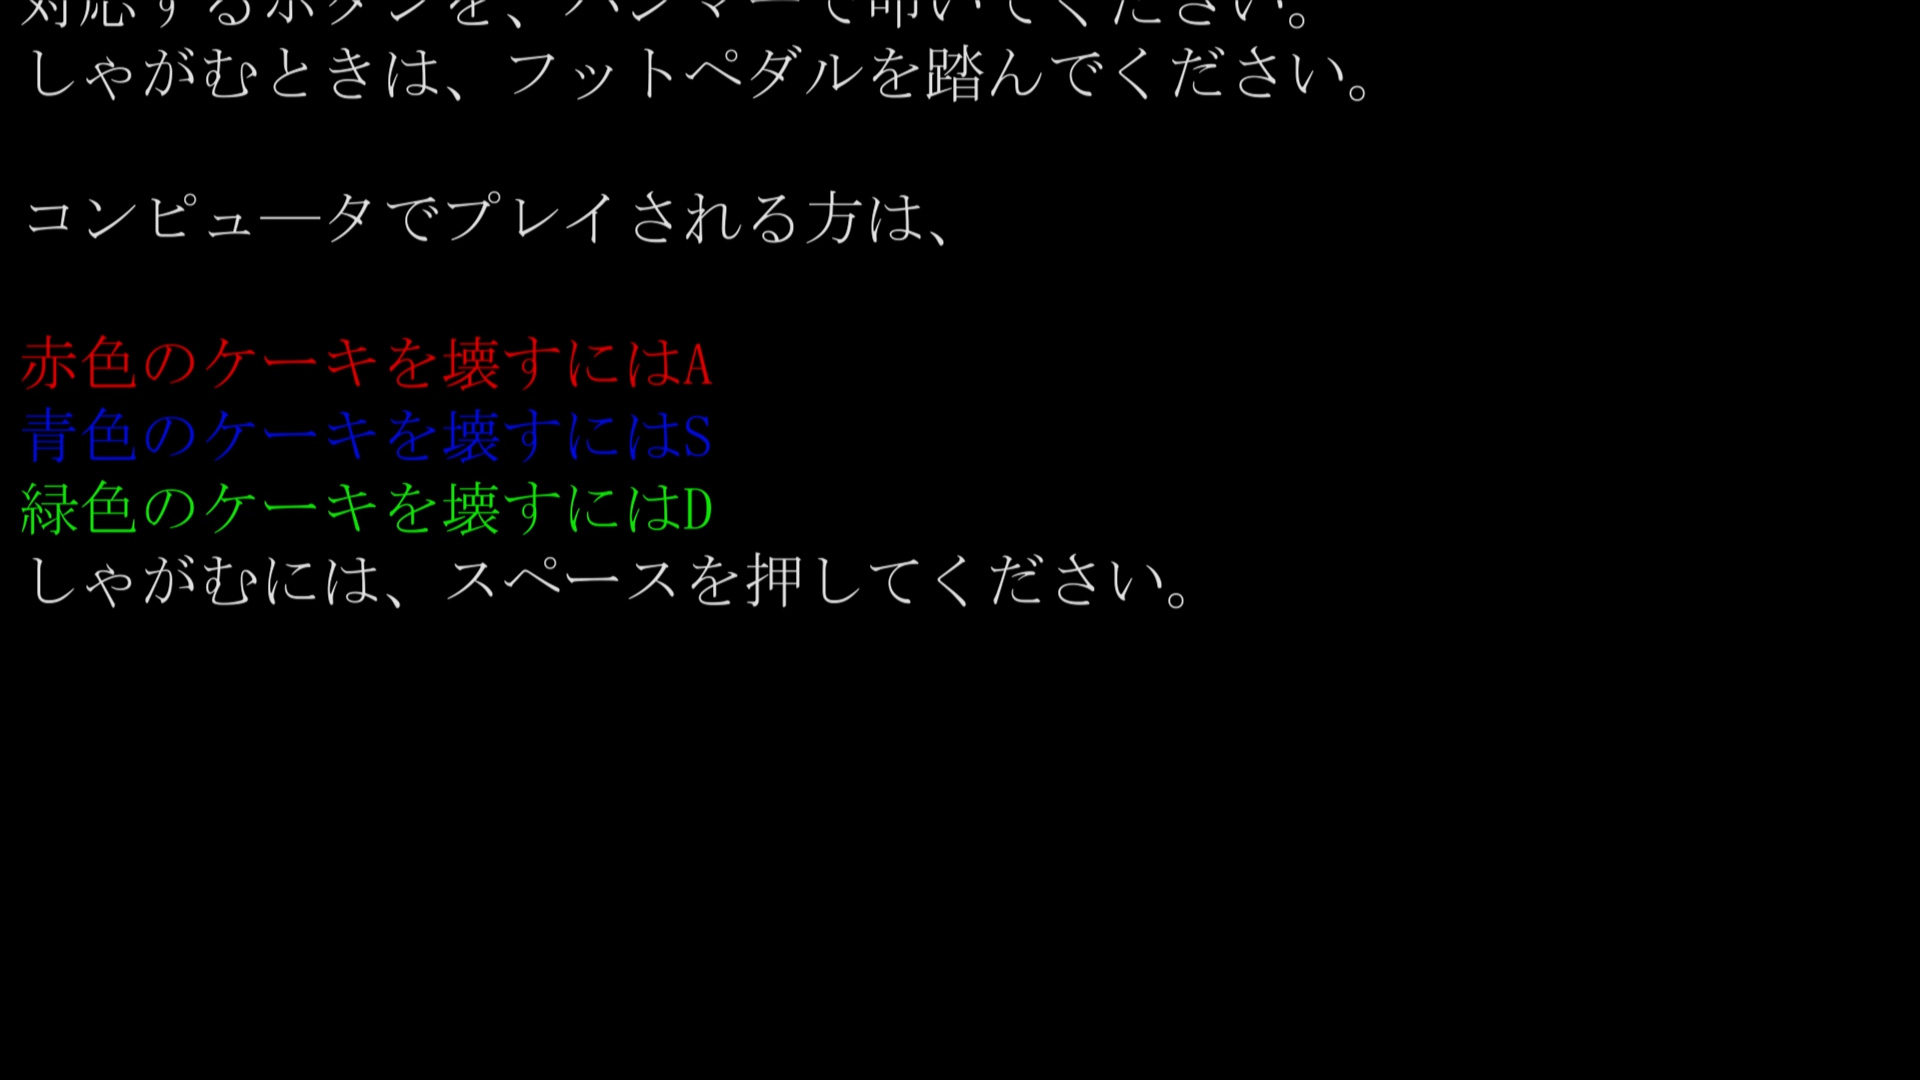 対応するボタンを、ハンマーで叩いてください。
しゃがむときは、フットペダルを踏んでください。
コンピュ―タでプレイされる方は、
赤色のケーキを壊すにはA
青色のケーキを壊すにはS
緑色のケーキを壊すにはD
しゃがむには、スペースを押してください。